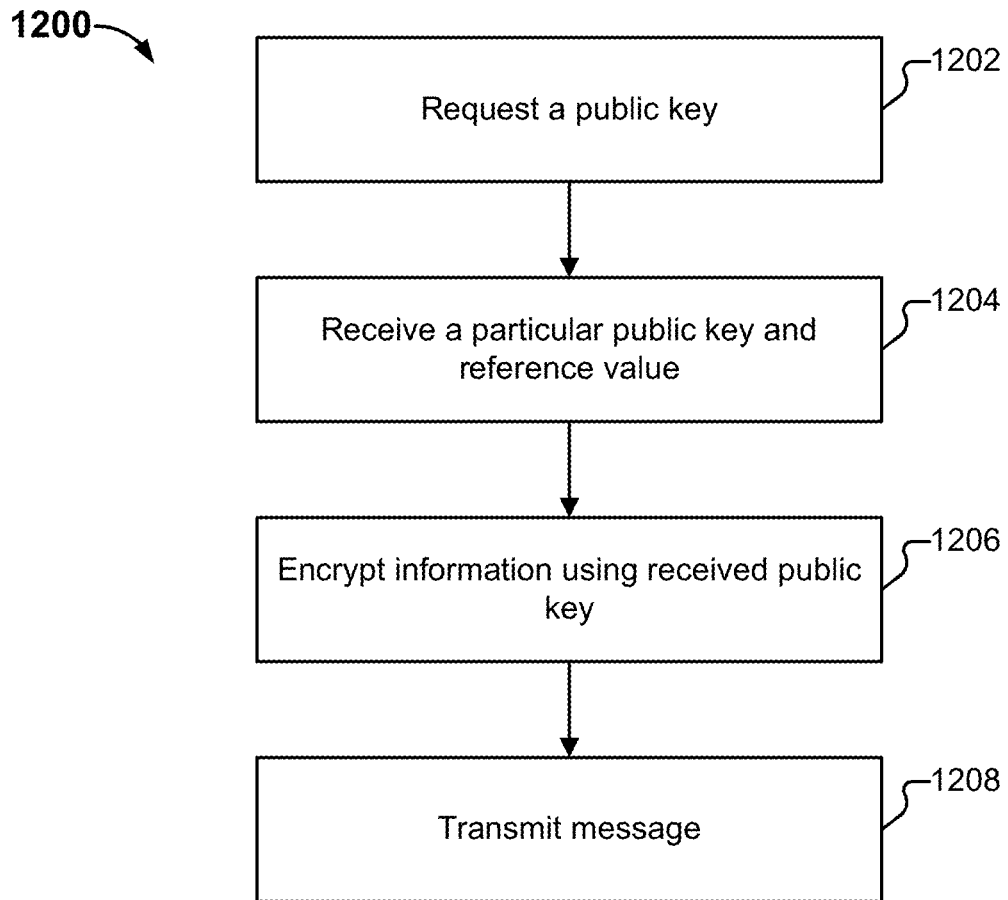 1200
Request a public key
1202
Receive a particular public key and
reference value
1204
Encrypt information using received public
key
1206
Transmit message
1208